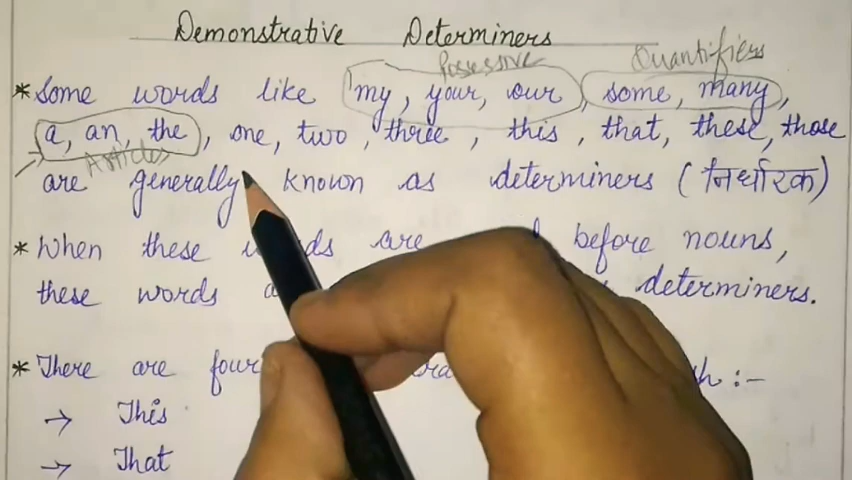 Demonstrative Determiners
Possessive Quantifiers
* Some words like my, your, our, some, many,
a, an, the, one, two, three, this, that, these, those
Articles
are generally known as determiners (निर्धारक)
* When these words are before nouns,
these words determiners.
* There are four :-
→ This
→ That